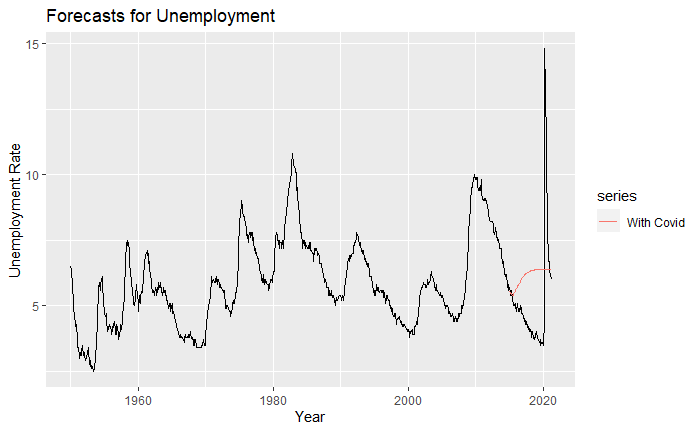 Forecasts for Unemployment
15
10
5
Unemployment Rate
1960
1980
2000
2020
Year
series
With Covid